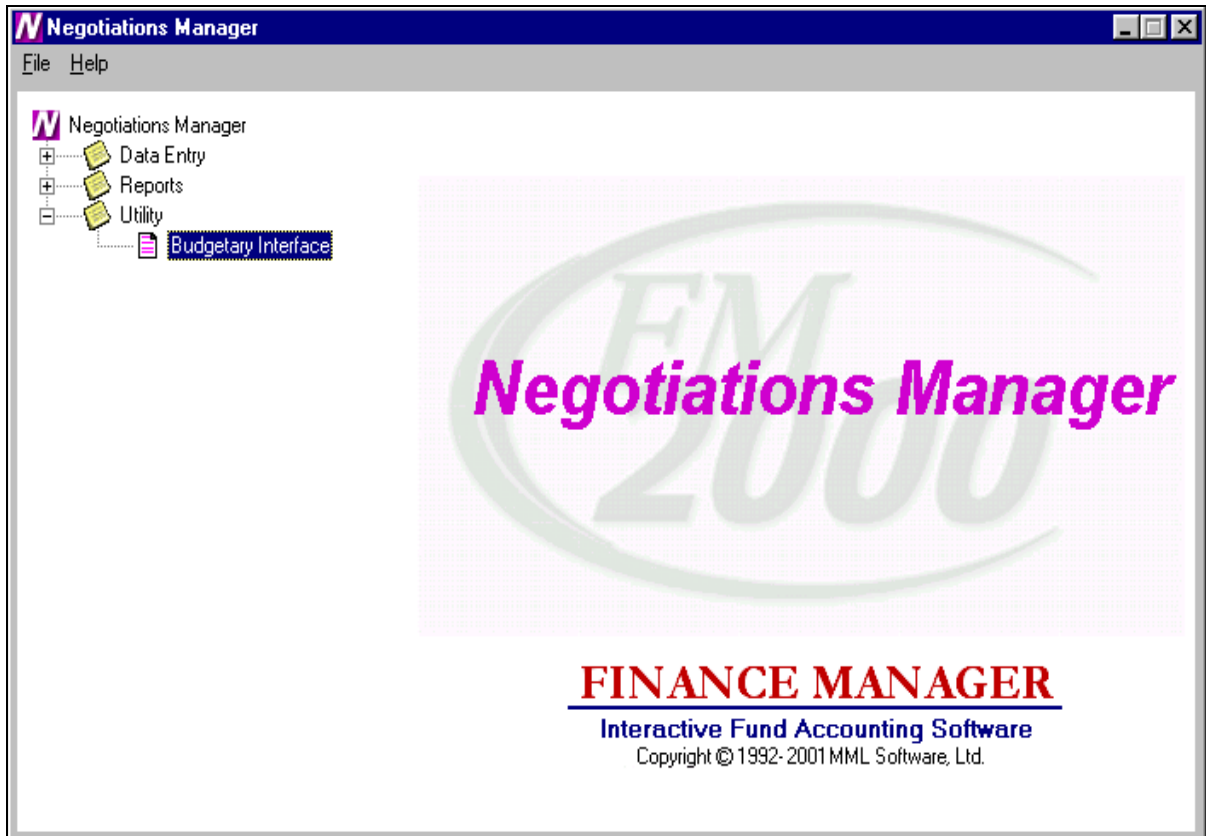 Negotiations Manager
File Help
Negotiations Manager
Data Entry
Reports
Utility
Budgetary Interface
FM
2000
Negotiations Manager
FINANCE MANAGER
Interactive Fund Accounting Software
Copyright © 1992-2001 MML Software, Ltd.